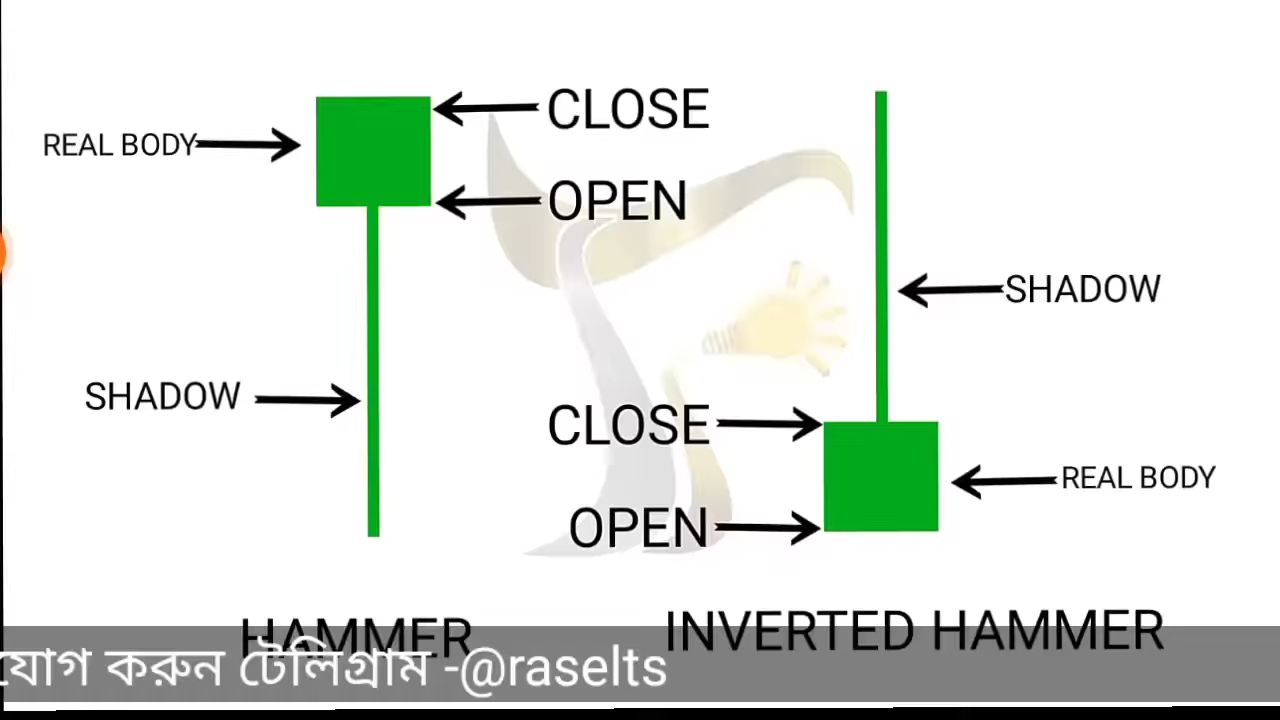 CLOSE
REAL BODY
OPEN
SHADOW
SHADOW
CLOSE
REAL BODY
OPEN
HAMMER
INVERTED HAMMER
যোগ করুন টেলিগ্রাম -@raselts